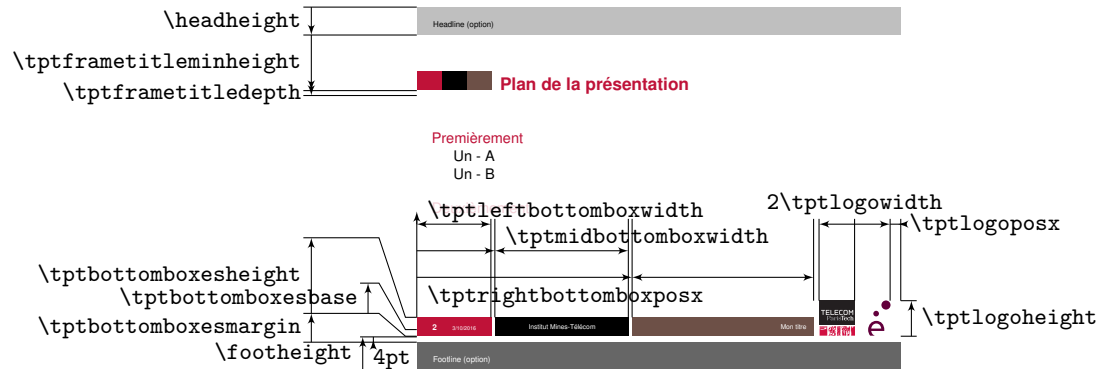 \headheight
Headline (option)
\tptframetitleminheight
\tptframetitledepth
Plan de la présentation
Premièrement
Un - A
Un - B
\tptleftbottomboxwidth
2\tptlogowidth
\tptlogoposx
\tptmidbottomboxwidth
\tptbottomboxesheight
\tptbottomboxesbase
\tptrightbottomboxposx
\tptbottomboxesmargin
2
3/10/2016
Institut Mines-Télécom
Mon titre
TELECOM
ParisTech
\tptlogoheight
\footheight
4pt
Footline (option)